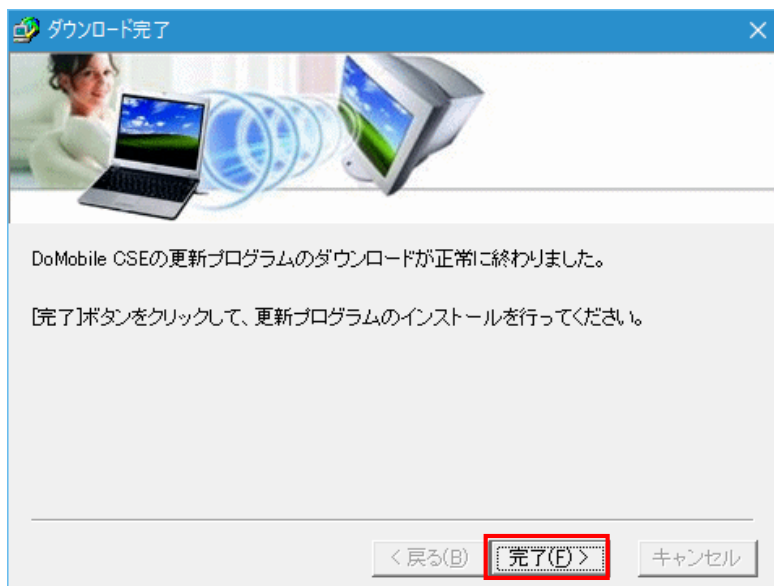 ダウンロード完了
DoMobile CSEの更新プログラムのダウンロードが正常に終わりました。
[完了]ボタンをクリックして、更新プログラムのインストールを行ってください。
< 戻る(B)
完了(F) >
キャンセル